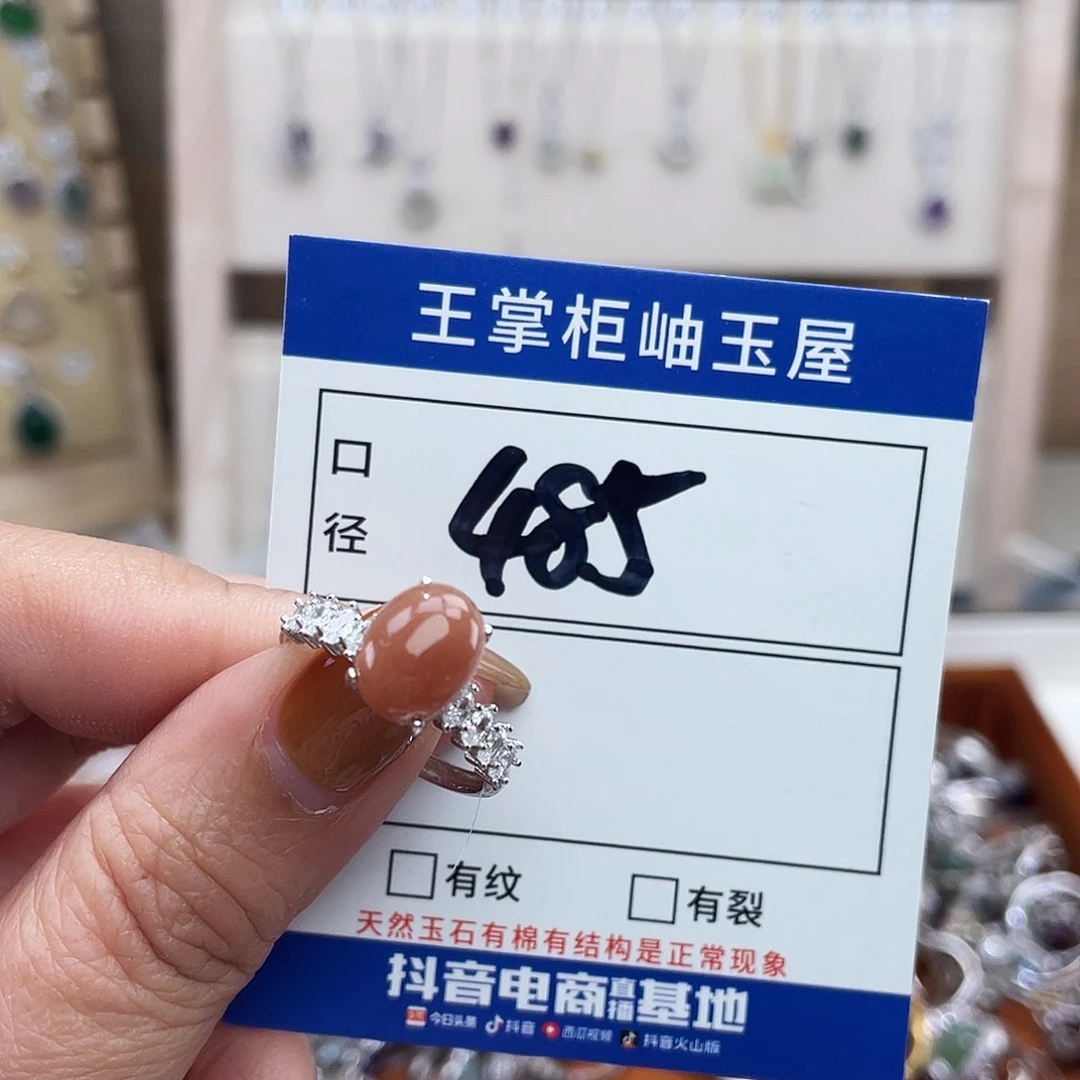 王掌柜岫玉屋
口径
485
有纹 有裂
天然玉石有棉有结构是正常现象
抖音电商直播基地
今日头条 抖音 西瓜视频 抖音火山版